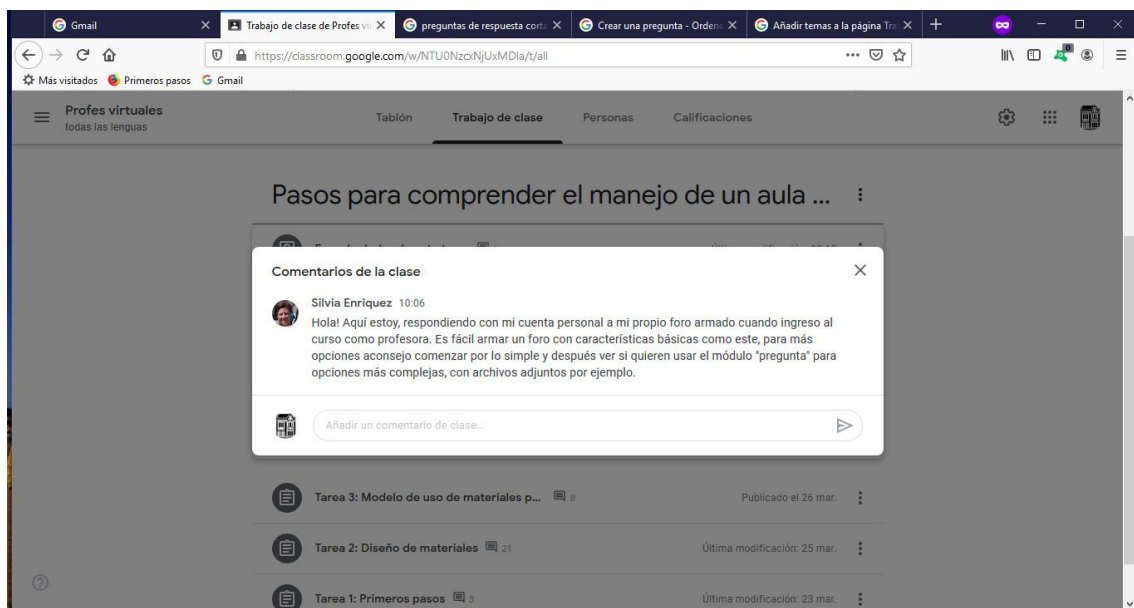 Gmail
Trabajo de clase de Profes vi
preguntas de respuesta corta
Crear una pregunta - Ordena
Añadir temas a la página Tra
https://classroom.google.com/w/NTU0NzcxNjUxMDla/t/all
Más visitados
Primeros pasos
Gmail
0
Profes virtuales
todas las lenguas
Tablón
Trabajo de clase
Personas
Calificaciones
Pasos para comprender el manejo de un aula ...
Comentarios de la clase
Silvia Enriquez 10:06
Hola! Aquí estoy, respondiendo con mi cuenta personal a mi propio foro armado cuando ingreso al
curso como profesora. Es fácil armar un foro con características básicas como este, para más
opciones aconsejo comenzar por lo simple y después ver si quieren usar el módulo "pregunta" para
opciones más complejas, con archivos adjuntos por ejemplo.
Añadir un comentario de clase...
Tarea 3: Modelo de uso de materiales p... 8 Publicado el 26 mar.
Tarea 2: Diseño de materiales 21 Última modificación: 25 mar.
Tarea 1: Primeros pasos 3 Última modificación: 23 mar.